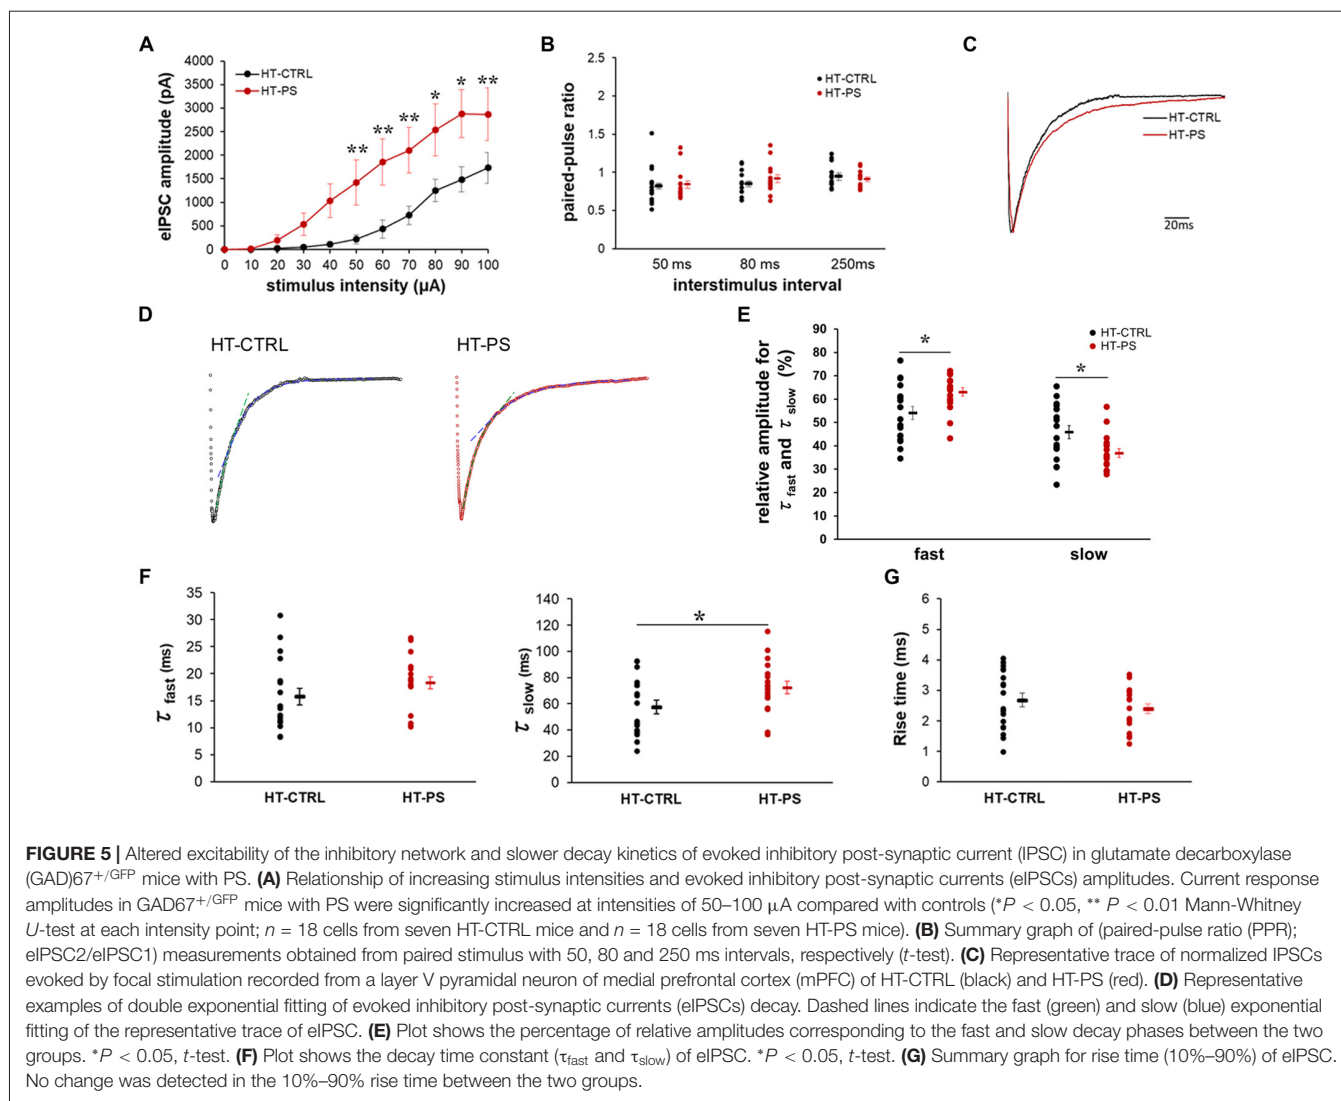 A
eIPSC amplitude (pA)
4000
3500
3000
2500
2000
1500
1000
500
0
HT-CTRL
HT-PS
** ** ** * * **
0 10 20 30 40 50 60 70 80 90 100
stimulus intensity (μA)
B
paired-pulse ratio
2.5
2
1.5
1
0.5
0
HT-CTRL
HT-PS
50 ms 80 ms 250ms
interstimulus interval
C
HT-CTRL
HT-PS
20ms
D
HT-CTRL
HT-PS
E
relative amplitude for
τ fast and τ slow (%)
90
80
70
60
50
40
30
20
10
0
HT-CTRL
HT-PS
*
*
fast slow
F
τ fast (ms)
35
30
25
20
15
10
5
0
HT-CTRL HT-PS
τ slow (ms)
140
120
100
80
60
40
20
0
*
HT-CTRL HT-PS
G
Rise time (ms)
6
5
4
3
2
1
0
HT-CTRL HT-PS
FIGURE 5 | Altered excitability of the inhibitory network and slower decay kinetics of evoked inhibitory post-synaptic current (IPSC) in glutamate decarboxylase
(GAD)67+/GFP mice with PS. (A) Relationship of increasing stimulus intensities and evoked inhibitory post-synaptic currents (eIPSCs) amplitudes. Current response
amplitudes in GAD67+/GFP mice with PS were significantly increased at intensities of 50–100 μA compared with controls (*P < 0.05, ** P < 0.01 Mann-Whitney
U-test at each intensity point; n = 18 cells from seven HT-CTRL mice and n = 18 cells from seven HT-PS mice). (B) Summary graph of (paired-pulse ratio (PPR);
eIPSC2/eIPSC1) measurements obtained from paired stimulus with 50, 80 and 250 ms intervals, respectively (t-test). (C) Representative trace of normalized IPSCs
evoked by focal stimulation recorded from a layer V pyramidal neuron of medial prefrontal cortex (mPFC) of HT-CTRL (black) and HT-PS (red). (D) Representative
examples of double exponential fitting of evoked inhibitory post-synaptic currents (eIPSCs) decay. Dashed lines indicate the fast (green) and slow (blue) exponential
fitting of the representative trace of eIPSC. (E) Plot shows the percentage of relative amplitudes corresponding to the fast and slow decay phases between the two
groups. *P < 0.05, t-test. (F) Plot shows the decay time constant (τfast and τslow) of eIPSC. *P < 0.05, t-test. (G) Summary graph for rise time (10%–90%) of eIPSC.
No change was detected in the 10%–90% rise time between the two groups.